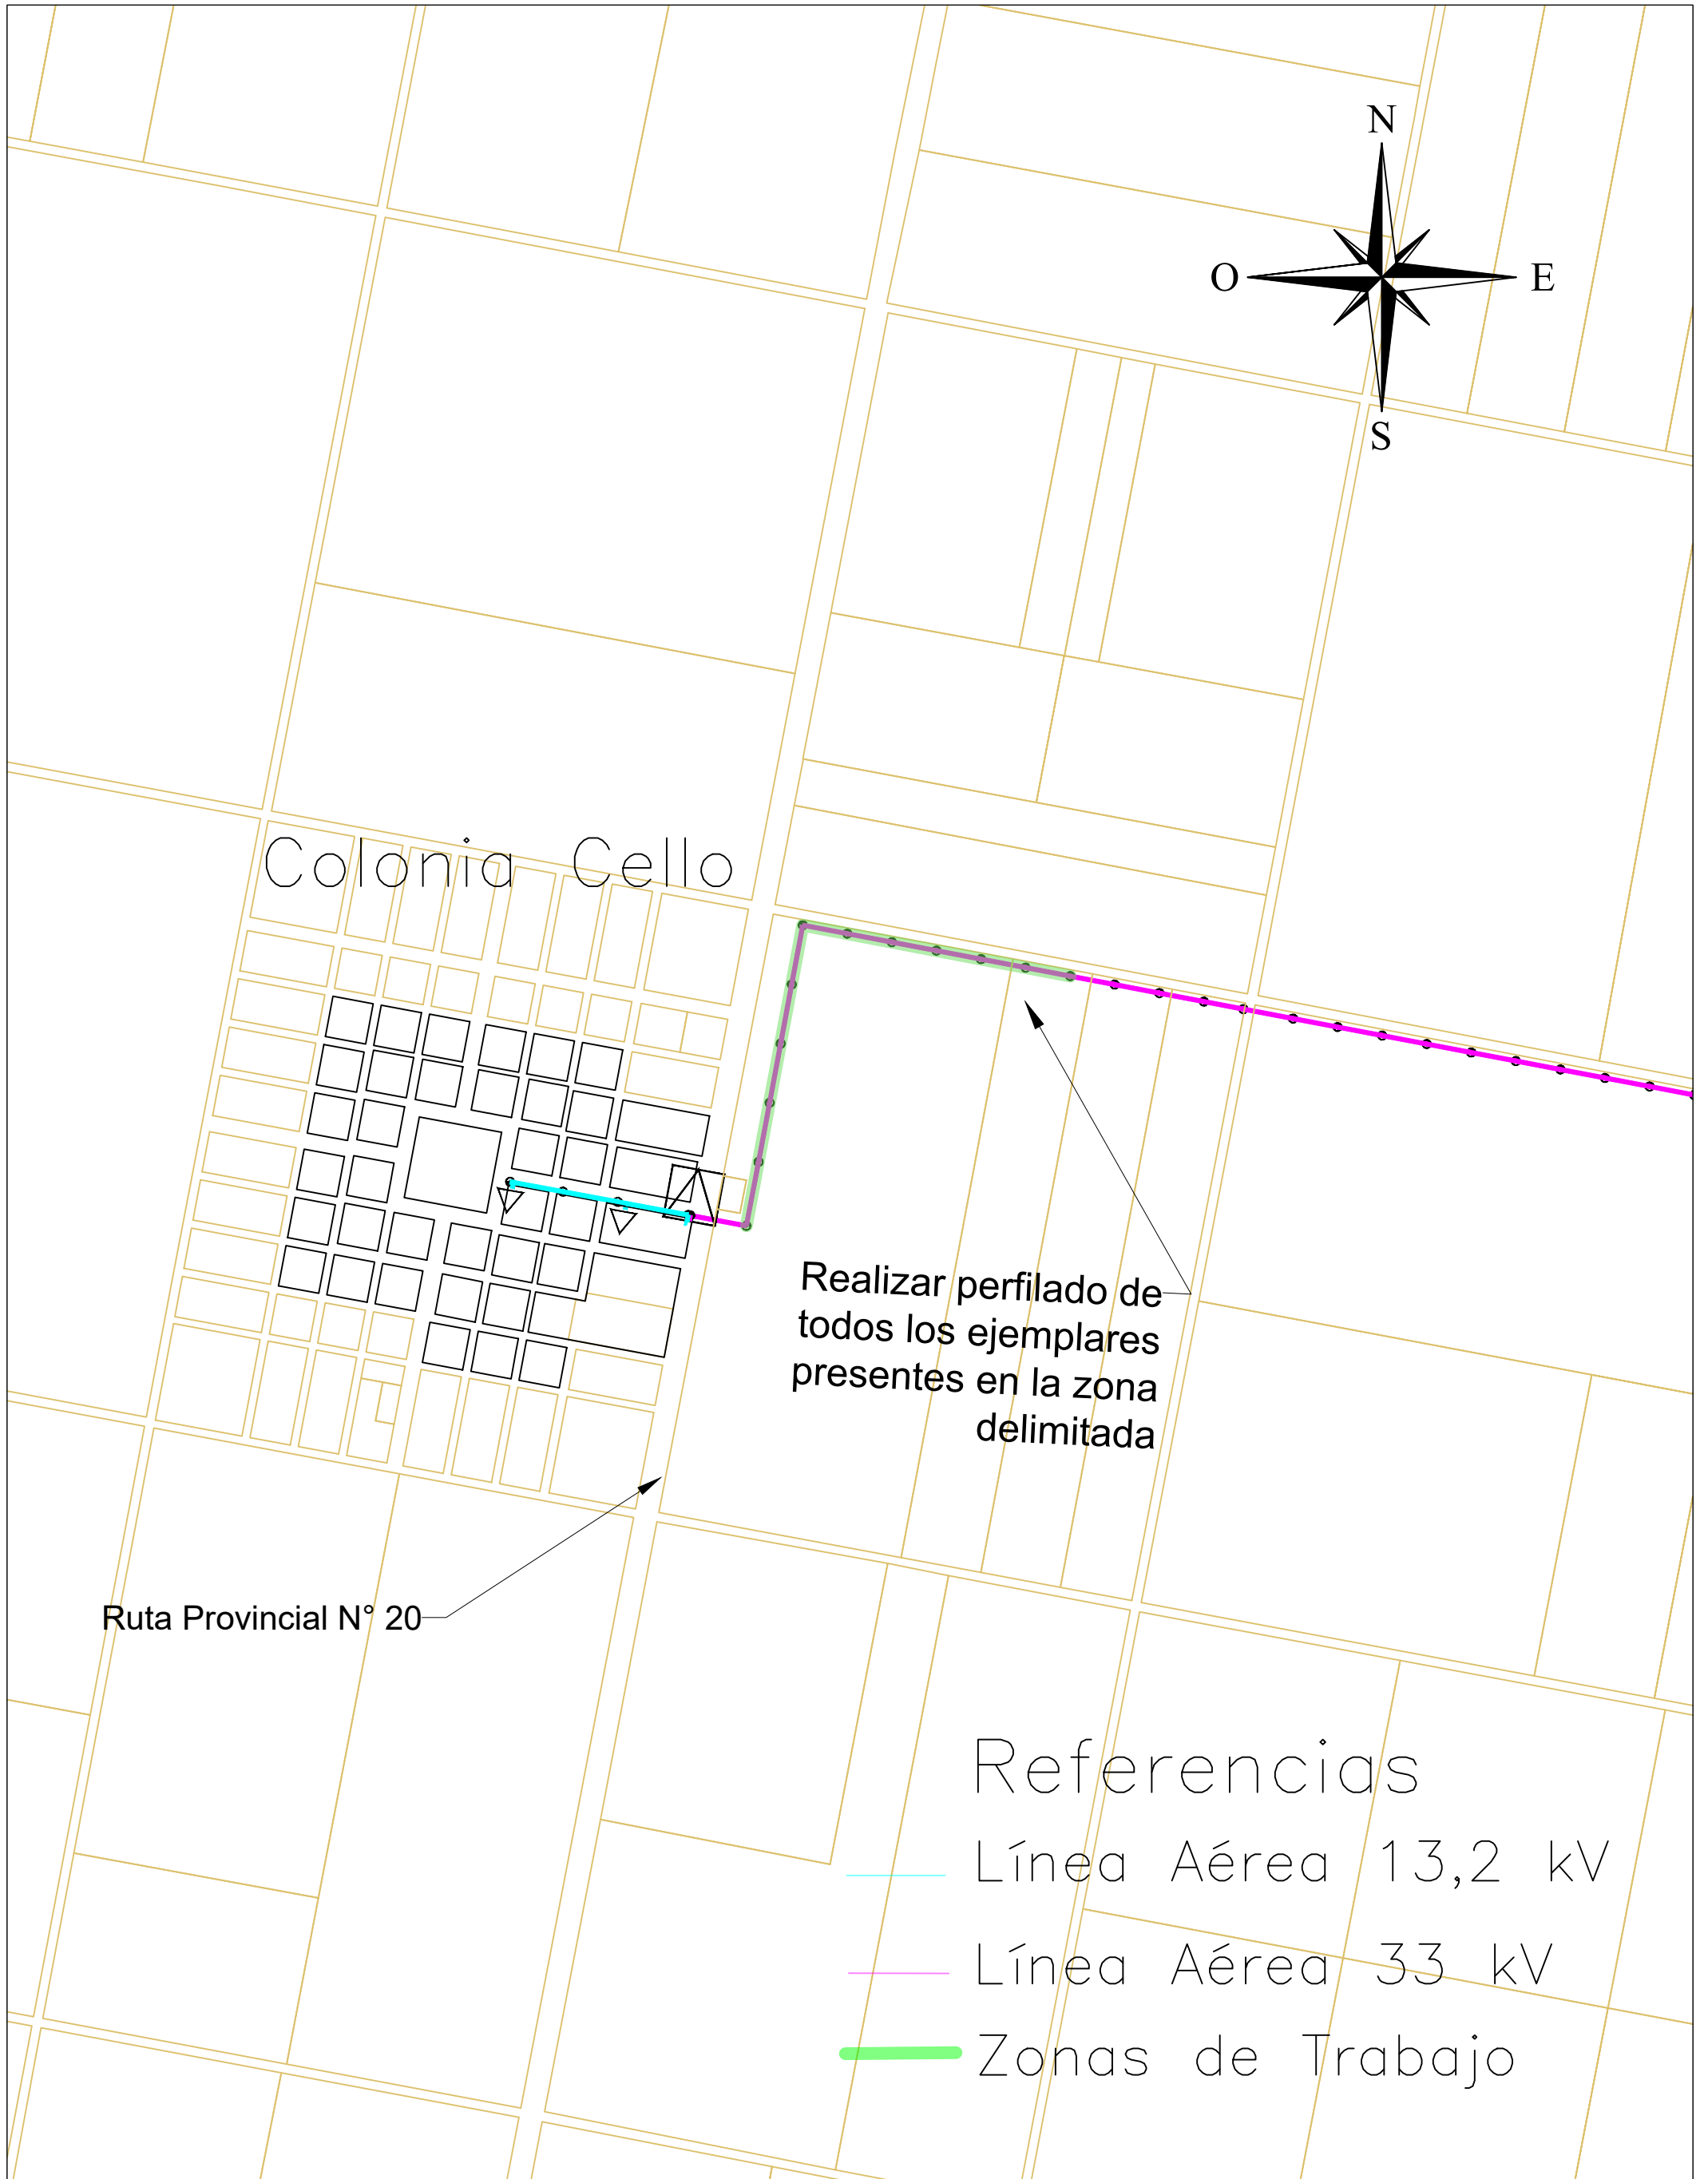 N
O
E
S
Colonia Cello
Realizar perfilado de
todos los ejemplares
presentes en la zona
delimitada
Ruta Provincial N° 20
Referencias
Línea Aérea 13,2 kV
Línea Aérea 33 kV
Zonas de Trabajo